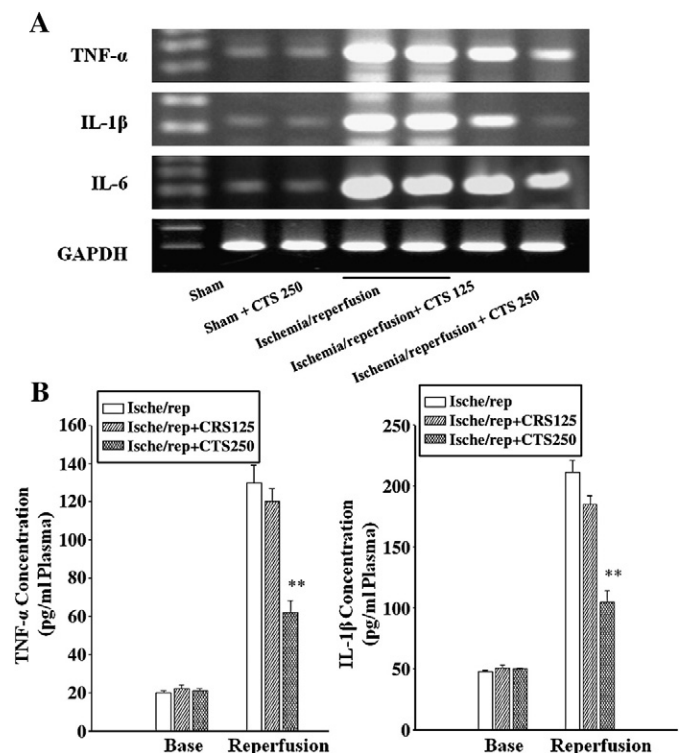 A
TNF-α
IL-1β
IL-6
GAPDH
Sham
Sham + CTS 250
Ischemia/reperfusion
Ischemia/reperfusion+ CTS 125
Ischemia/reperfusion + CTS 250
B
Ische/rep
Ische/rep+CRS125
Ische/rep+CTS250
160
140
120
100
80
60
40
20
0
TNF-α Concentration
(pg/ml Plasma)
**
Base
Reperfusion
Ische/rep
Ische/rep+CRS125
Ische/rep+CTS250
250
200
150
100
50
0
IL-1β Concentration
(pg/ml Plasma)
**
Base
Reperfusion